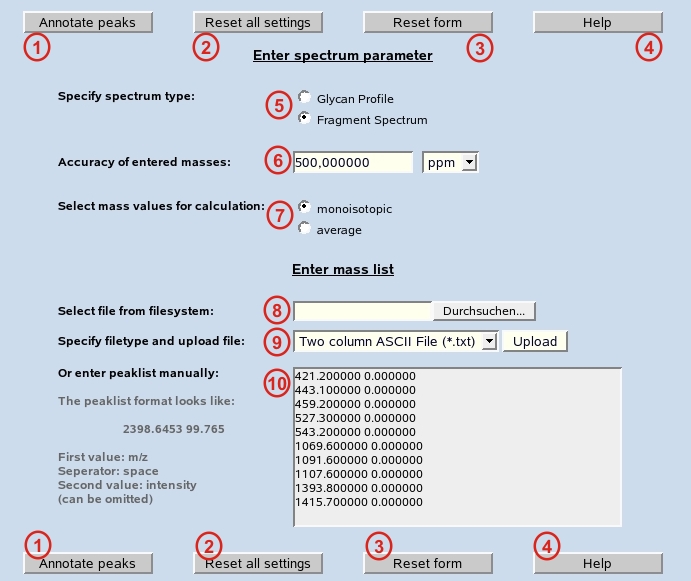 Annotate peaks Reset all settings Reset form Help
1 2 3 4
Enter spectrum parameter
Specify spectrum type: 5 Glycan Profile
Fragment Spectrum
Accuracy of entered masses: 6 500,000000 ppm
Select mass values for calculation: 7 monoisotopic
average
Enter mass list
Select file from filesystem: 8 Durchsuchen...
Specify filetype and upload file: 9 Two column ASCII File (*.txt) Upload
Or enter peaklist manually: 10 421.200000 0.000000
443.100000 0.000000
The peaklist format looks like: 459.200000 0.000000
527.300000 0.000000
2398.6453 99.765 543.200000 0.000000
1069.600000 0.000000
First value: m/z 1091.600000 0.000000
Seperator: space 1107.600000 0.000000
Second value: intensity 1393.800000 0.000000
(can be omitted) 1415.700000 0.000000
1 2 3 4
Annotate peaks Reset all settings Reset form Help